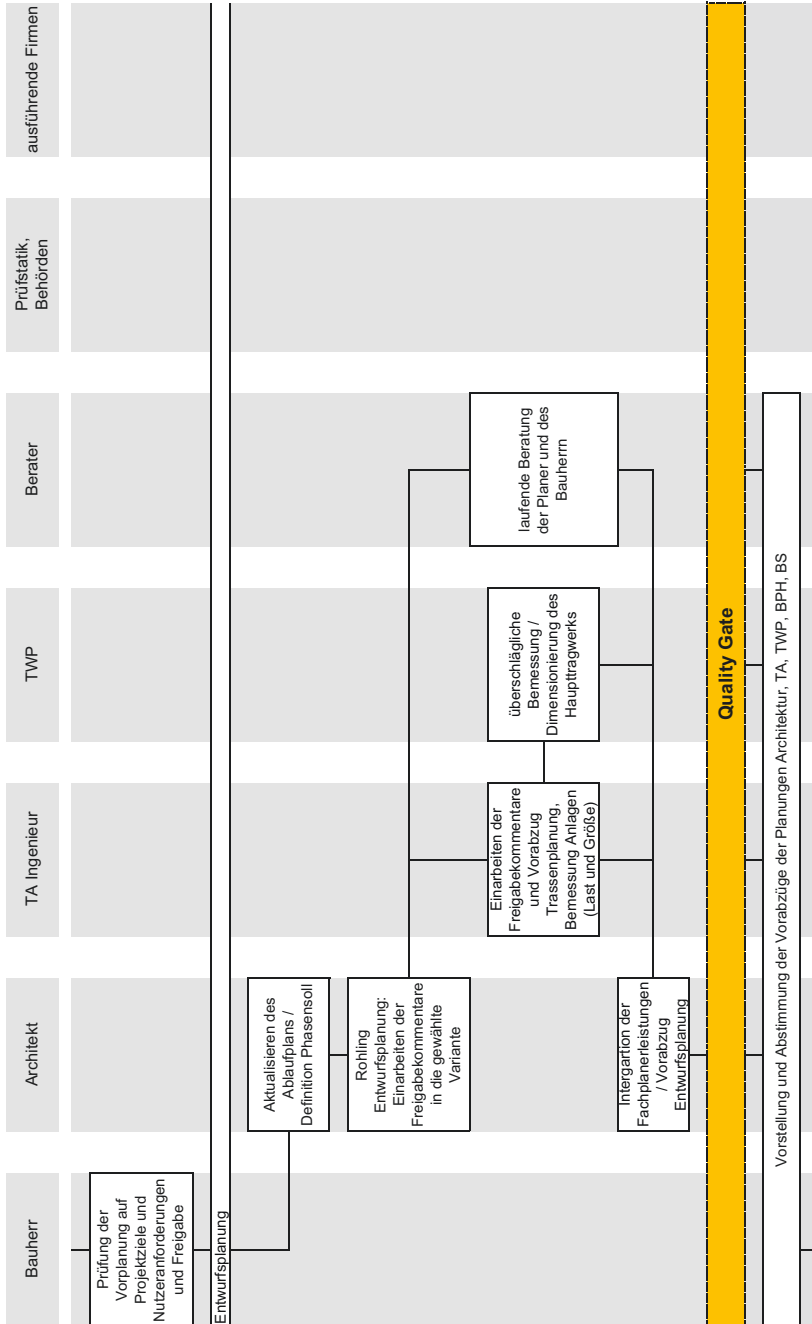 Bauherr
Architekt
TA Ingenieur
TWP
Berater
Prüfstatik,
Behörden
ausführende Firmen
Prüfung der
Vorplanung auf
Projektziele und
Nutzeranforderungen
und Freigabe
Entwurfsplanung
Aktualisieren des
Ablaufplans /
Definition Phasensoll
Rohling
Entwurfsplanung:
Einarbeiten der
Freigabekommentare
in die gewählte
Variante
Einarbeiten der
Freigabekommentare
und Vorabzug
Trassenplanung,
Bemessung Anlagen
(Last und Größe)
überschlägliche
Bemessung /
Dimensionierung des
Haupttragwerks
laufende Beratung
der Planer und des
Bauherrn
Intergartion der
Fachplanerleistungen
/ Vorabzug
Entwurfsplanung
Quality Gate
Vorstellung und Abstimmung der Vorabzüge der Planungen Architektur, TA, TWP, BPH, BS